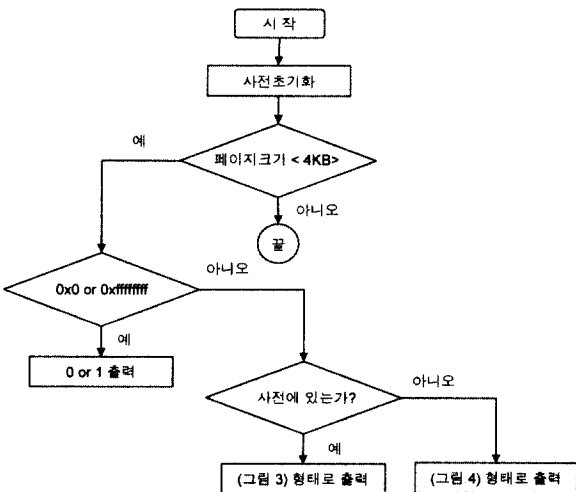 시 작
사전초기화
예
페이지크기 < 4KB>
아니오
끝
아니오
0x0 or 0xffffffff
예
0 or 1 출력
아니오
사전에 있는가?
예
(그림 3) 형태로 출력
(그림 4) 형태로 출력